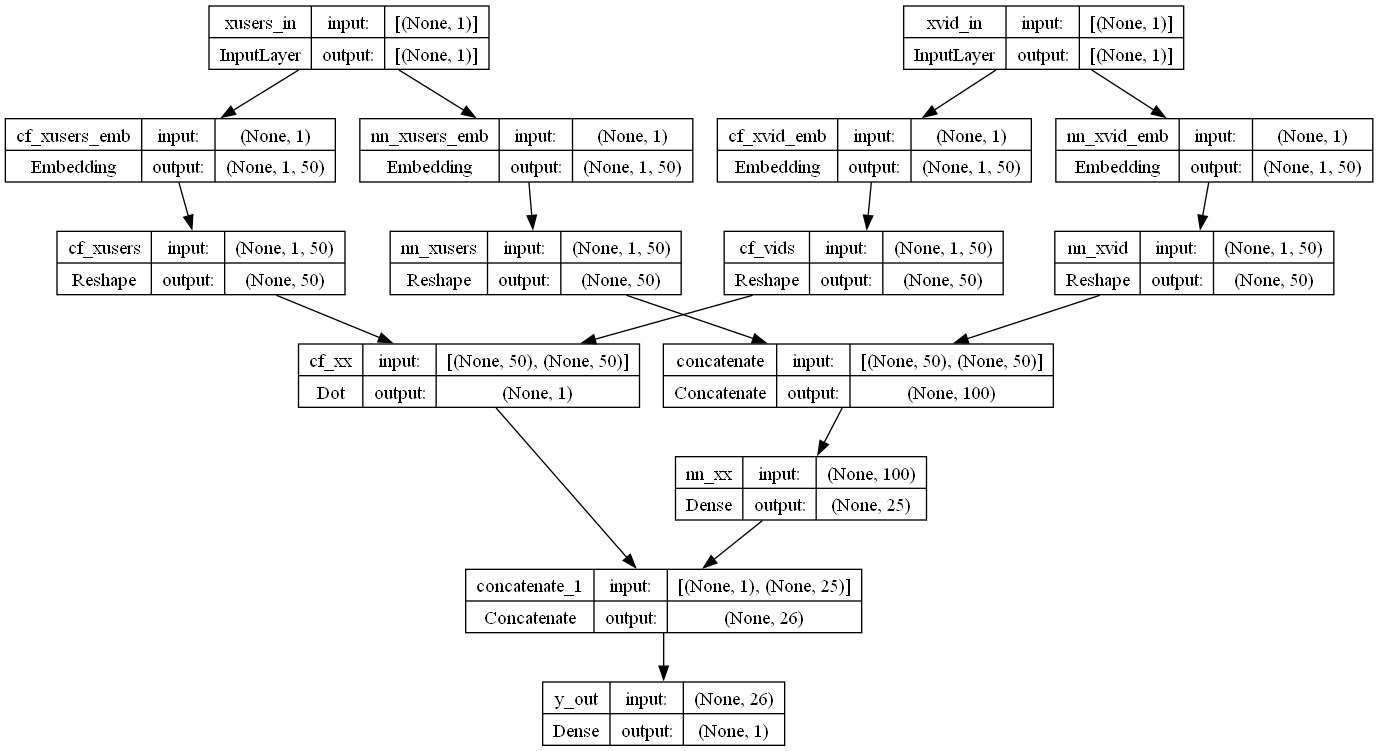 xusers_in input: [(None, 1)]
InputLayer output: [(None, 1)]
xvid_in input: [(None, 1)]
InputLayer output: [(None, 1)]
cf_xusers_emb input: (None, 1)
Embedding output: (None, 1, 50)
nn_xusers_emb input: (None, 1)
Embedding output: (None, 1, 50)
cf_xvid_emb input: (None, 1)
Embedding output: (None, 1, 50)
nn_xvid_emb input: (None, 1)
Embedding output: (None, 1, 50)
cf_xusers input: (None, 1, 50)
Reshape output: (None, 50)
nn_xusers input: (None, 1, 50)
Reshape output: (None, 50)
cf_vids input: (None, 1, 50)
Reshape output: (None, 50)
nn_xvid input: (None, 1, 50)
Reshape output: (None, 50)
cf_xx input: [(None, 50), (None, 50)]
Dot output: (None, 1)
concatenate input: [(None, 50), (None, 50)]
Concatenate output: (None, 100)
nn_xx input: (None, 100)
Dense output: (None, 25)
concatenate_1 input: [(None, 1), (None, 25)]
Concatenate output: (None, 26)
y_out input: (None, 26)
Dense output: (None, 1)